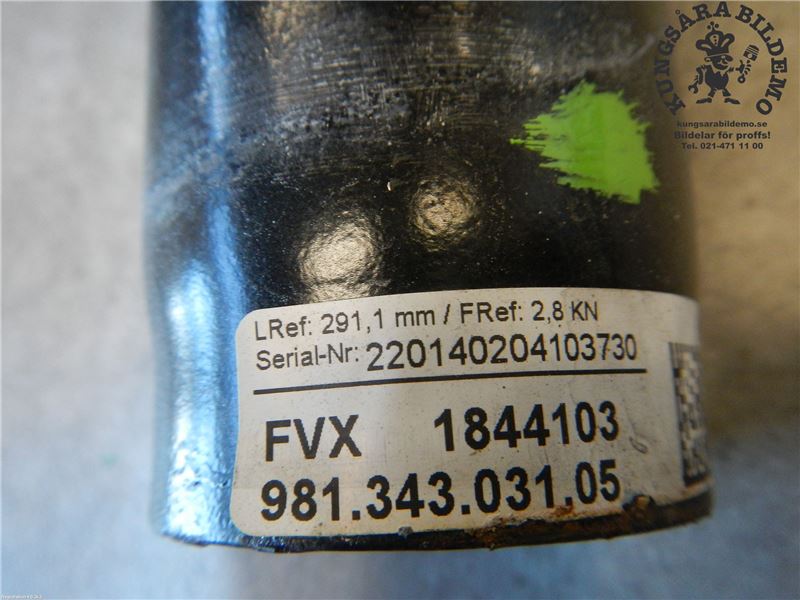 KUNGSÅRA BILDEMO
kungsarabildemo.se
Bildelar för proffs!
Tel. 021-471 11 00
LRef: 291,1 mm / FRef: 2,8 KN
Serial-Nr: 220140204103730
FVX 1844103
981.343.031.05